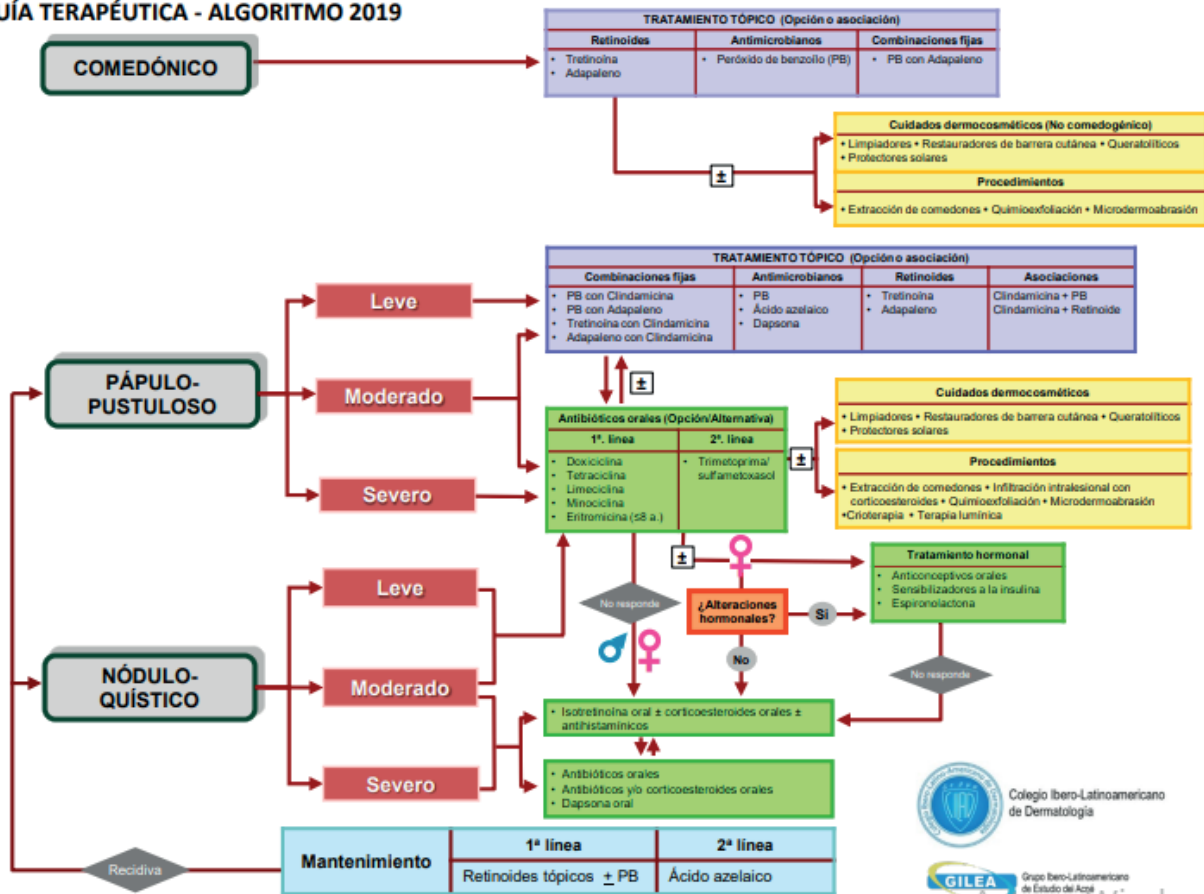 UÍA TERAPÉUTICA - ALGORITMO 2019
COMEDÓNICO
TRATAMIENTO TÓPICO (Opción o asociación)
Retinoides
• Tretinoína
• Adapaleno
Antimicrobianos
• Peróxido de benzoílo (PB)
Combinaciones fijas
• PB con Adapaleno
±
Cuidados dermocosméticos (No comedogénico)
• Limpiadores • Restauradores de barrera cutánea • Queratolíticos
• Protectores solares
Procedimientos
• Extracción de comedones • Quimioexfoliación • Microdermoabrasión
PÁPULO-
PUSTULOSO
Leve
Moderado
Severo
TRATAMIENTO TÓPICO (Opción o asociación)
Combinaciones fijas
• PB con Clindamicina
• PB con Adapaleno
Tretinoína con Clindamicina
• Adapaleno con Clindamicina
Antimicrobianos
• PB
• Ácido azelaico
• Dapsona
Retinoides
• Tretinoína
• Adapaleno
Asociaciones
Clindamicina + PB
Clindamicina + Retinoide
±
Antibióticos orales (Opción/Alternativa)
1ª. línea
• Doxiciclina
• Tetraciclina
• Limeciclina
• Minociclina
• Eritromicina (≤8 a.)
2ª. línea
• Trimetoprima/
sulfametoxasol
±
Cuidados dermocosméticos
• Limpiadores • Restauradores de barrera cutánea • Queratolíticos
• Protectores solares
Procedimientos
• Extracción de comedones • Infiltración intralesional con
corticoesteroides • Quimioexfoliación • Microdermoabrasión
•Crioterapia • Terapia lumínica
±
Tratamiento hormonal
• Anticonceptivos orales
• Sensibilizadores a la insulina
• Espironolactona
NÓDULO-
QUÍSTICO
Leve
Moderado
Severo
No responde
¿Alteraciones
hormonales?
Si
No
No responde
• Isotretinoína oral ± corticoesteroides orales ±
antihistamínicos
• Antibióticos orales
• Antibióticos y/o corticoesteroides orales
• Dapsona oral
Recidiva
Mantenimiento
1ª línea
Retinoides tópicos ± PB
2ª línea
Ácido azelaico
Colegio Ibero-Latinoamericano
de Dermatología
GILEA
Grupo Ibero-Latinoamericano
de Estudio del Acné